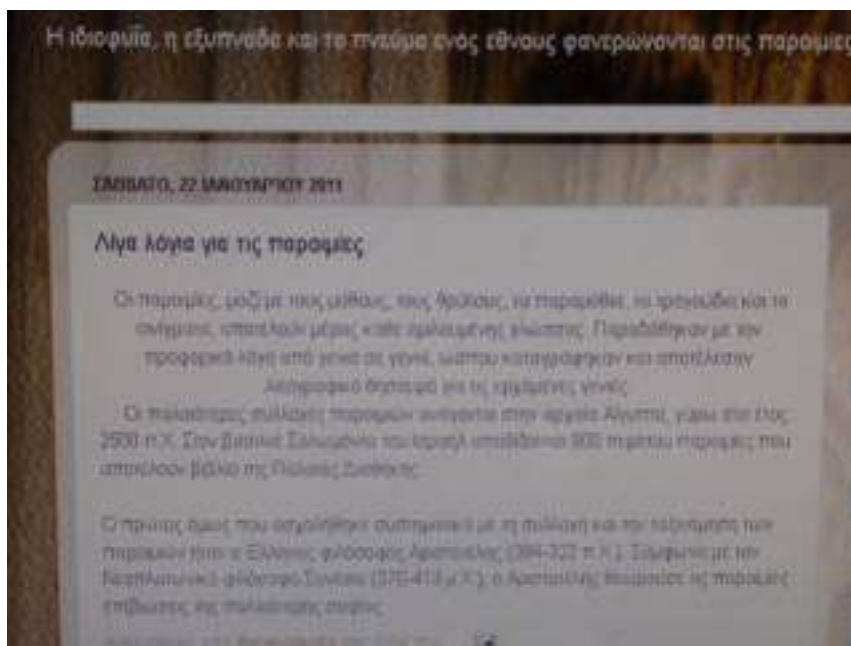 Η ιδιοφυΐα, η εξυπνάδα και το πνεύμα ενός έθνους φανερώνονται στις παροιμίες
ΣΑΒΒΑΤΟ, 22 ΙΑΝΟΥΑΡΙΟΥ 2011
Λίγα λόγια για τις παροιμίες
Οι παροιμίες, μαζί με τους μύθους, τους θρύλους, τα παραμύθια, τα τραγούδια και τα
αινίγματα, αποτελούν μέρος κάθε ομιλουμένης γλώσσας. Παραδόθηκαν με τον
προφορικό λόγο από γενιά σε γενιά, ώσπου καταγράφηκαν και αποτέλεσαν
λαογραφικό θησαυρό για τις ερχόμενες γενιές.
Οι παλαιότερες συλλογές παροιμιών ανάγονται στην αρχαία Αίγυπτο, γύρω στο έτος
2500 π.Χ. Στον βασιλιά Σολομώντα του Ισραήλ αποδίδονται 900 περίπου παροιμίες που
αποτελούν βιβλίο της Παλαιάς Διαθήκης.
Ο πρώτος όμως που ασχολήθηκε συστηματικά με τη συλλογή και την ταξινόμηση των
παροιμιών ήταν ο Έλληνας φιλόσοφος Αριστοτέλης (384-322 π.Χ.). Σύμφωνα με τον
Νεοπλατωνικό φιλόσοφο Συνέσιο (370-413 μ.Χ.), ο Αριστοτέλης θεωρούσε τις παροιμίες
επιβιώσεις της παλαιότερης σοφίας.